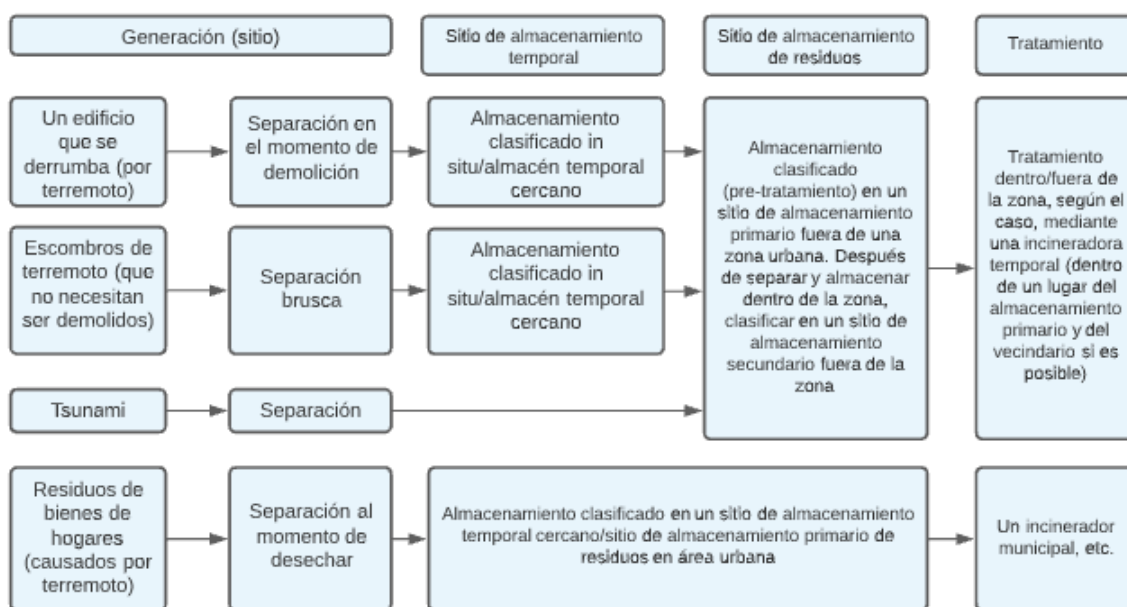 Generación (sitio)
Sitio de almacenamiento
temporal
Sitio de almacenamiento
de residuos
Tratamiento
Un edificio
que se
derrumba (por
terremoto)
Separación en
el momento de
demolición
Almacenamiento
clasificado in
situ/almacén temporal
cercano
Almacenamiento
clasificado
(pre-tratamiento) en un
sitio de almacenamiento
primario fuera de una
zona urbana. Después
de separar y almacenar
dentro de la zona,
clasificar en un sitio de
almacenamiento
secundario fuera de la
zona
Tratamiento
dentro/fuera de
la zona, según el
caso, mediante
una incineradora
temporal (dentro
de un lugar del
almacenamiento
primario y del
vecindario si es
posible)
Escombros de
terremoto (que
no necesitan
ser demolidos)
Separación
brusca
Almacenamiento
clasificado in
situ/almacén temporal
cercano
Tsunami
Separación
Residuos de
bienes de
hogares
(causados por
terremoto)
Separación al
momento de
desechar
Almacenamiento clasificado en un sitio de almacenamiento
temporal cercano/sitio de almacenamiento primario de
residuos en área urbana
Un incinerador
municipal, etc.